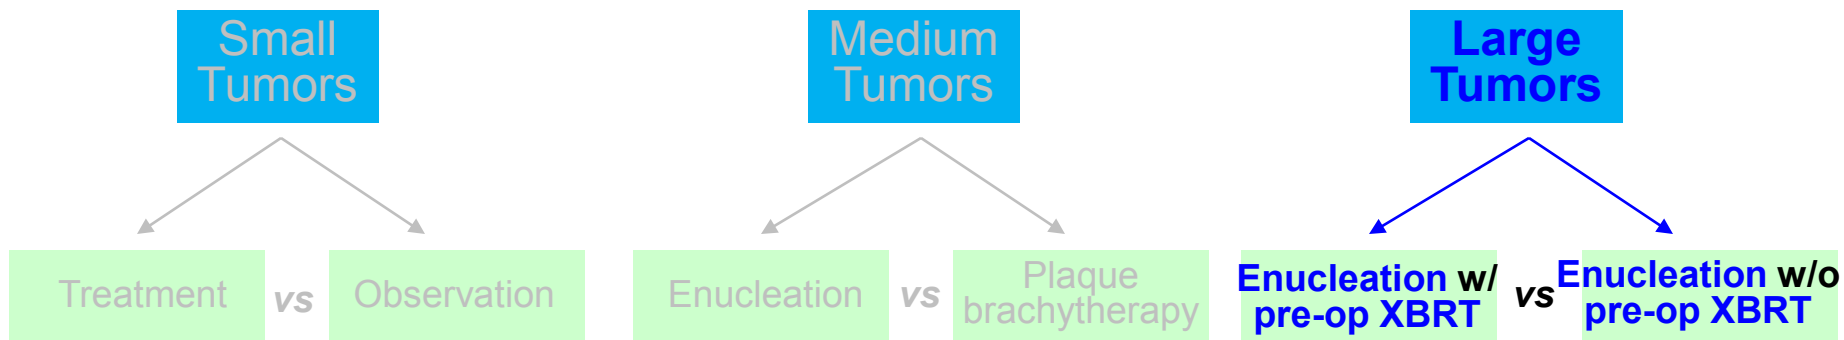 Small
Tumors
Medium
Tumors
Large
Tumors
Treatment
vs
Observation
Enucleation
vs
Plaque
brachytherapy
Enucleation w/
pre-op XBRT
vs
Enucleation w/o
pre-op XBRT